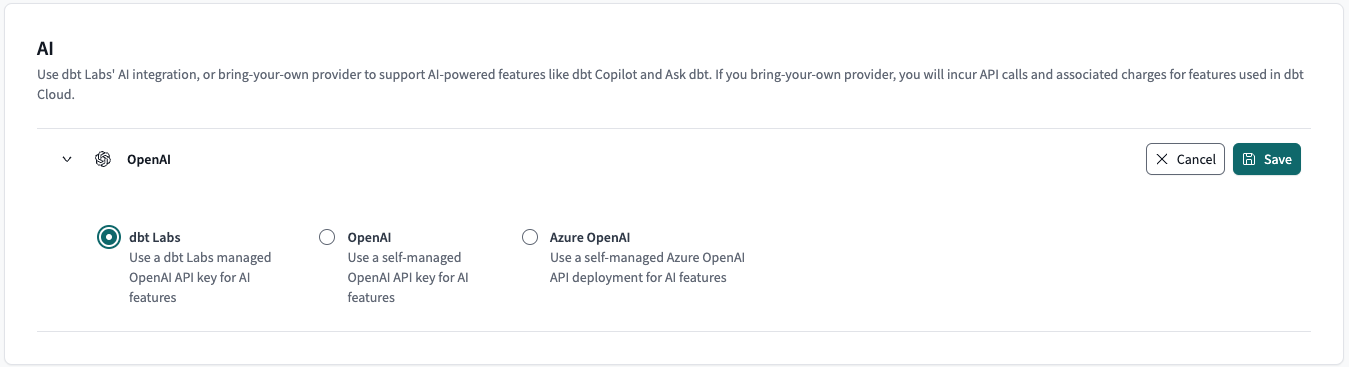 AI
Use dbt Labs' AI integration, or bring-your-own provider to support AI-powered features like dbt Copilot and Ask dbt. If you bring-your-own provider, you will incur API calls and associated charges for features used in dbt
Cloud.
OpenAI
Cancel
Save
dbt Labs
Use a dbt Labs managed
OpenAI API key for AI
features
OpenAI
Use a self-managed
OpenAI API key for AI
features
Azure OpenAI
Use a self-managed Azure OpenAI
API deployment for AI features